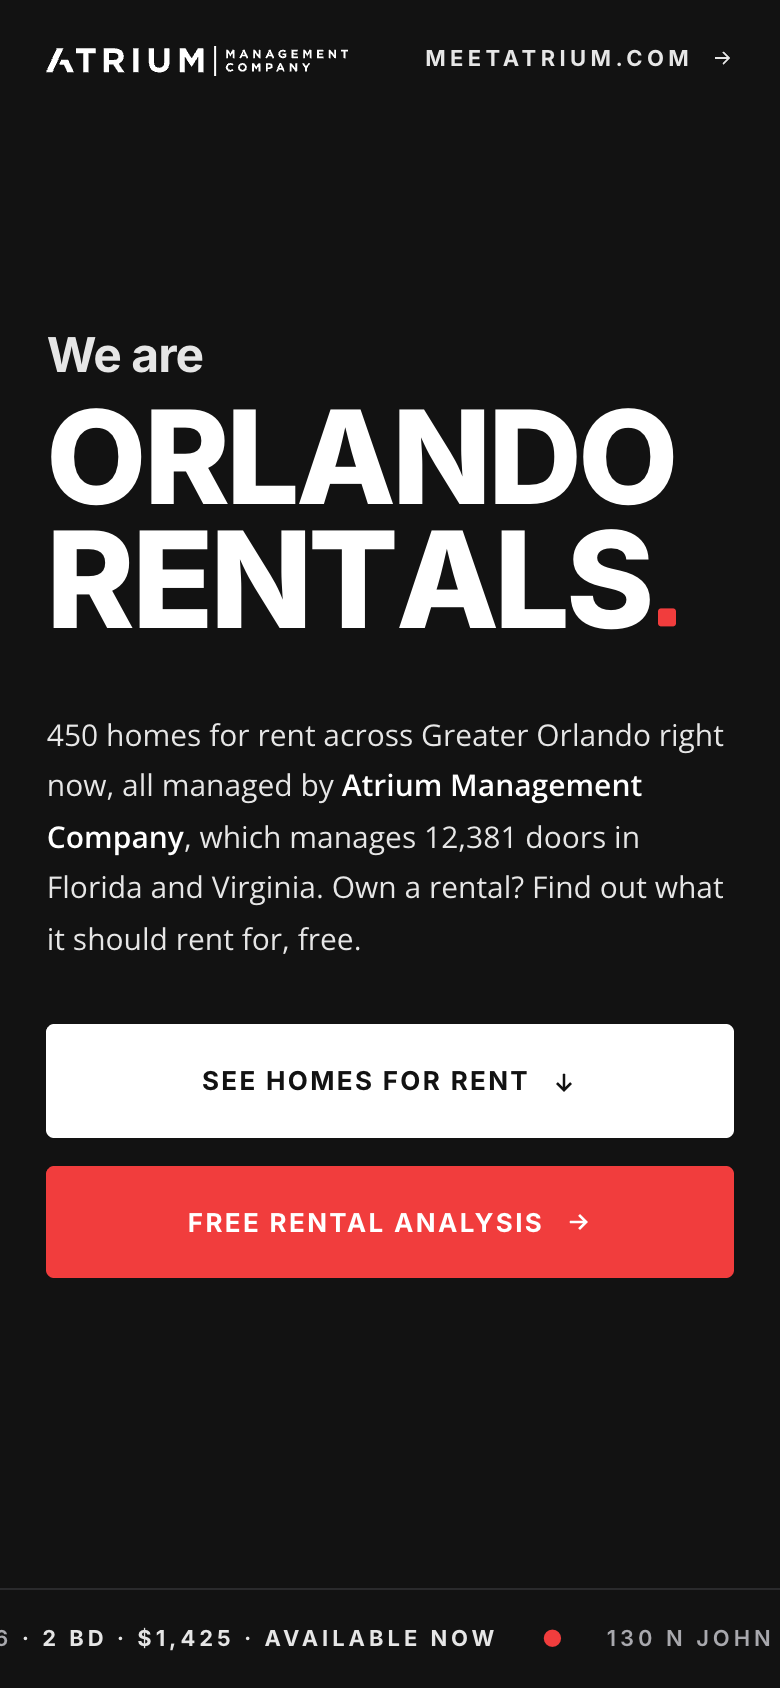 ATRIUM MANAGEMENT COMPANY
MEETATRIUM.COM →
We are
ORLANDO
RENTALS.
450 homes for rent across Greater Orlando right
now, all managed by Atrium Management
Company, which manages 12,381 doors in
Florida and Virginia. Own a rental? Find out what
it should rent for, free.
SEE HOMES FOR RENT ↓
FREE RENTAL ANALYSIS →
· 2 BD · $1,425 · AVAILABLE NOW ● 130 N JOHN